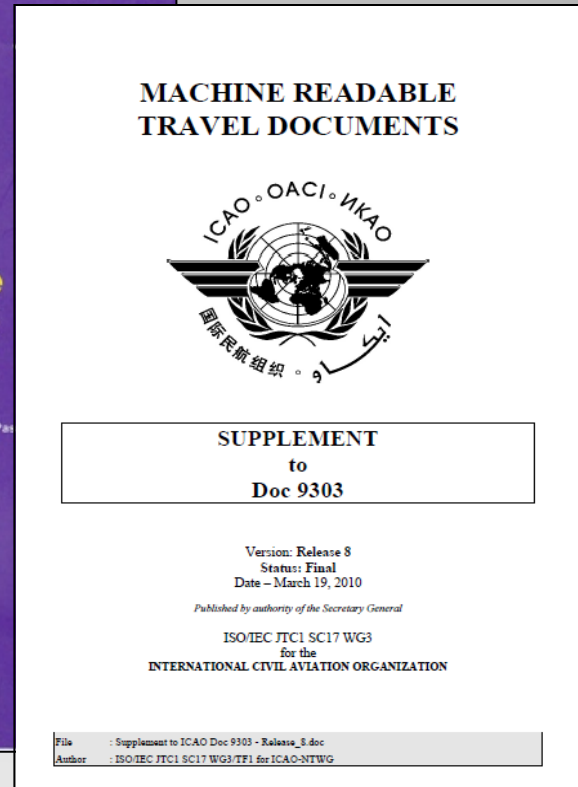 MACHINE READABLE
TRAVEL DOCUMENTS
ICAO ◦ OACI ◦ ИКАО
国际民航组织 ◦ ايكاو
SUPPLEMENT
to
Doc 9303
Version: Release 8
Status: Final
Date – March 19, 2010
Published by authority of the Secretary General
ISO/IEC JTC1 SC17 WG3
for the
INTERNATIONAL CIVIL AVIATION ORGANIZATION
File : Supplement to ICAO Doc 9303 - Release_8.doc
Author : ISO/IEC JTC1 SC17 WG3/TF1 for ICAO-NTWG